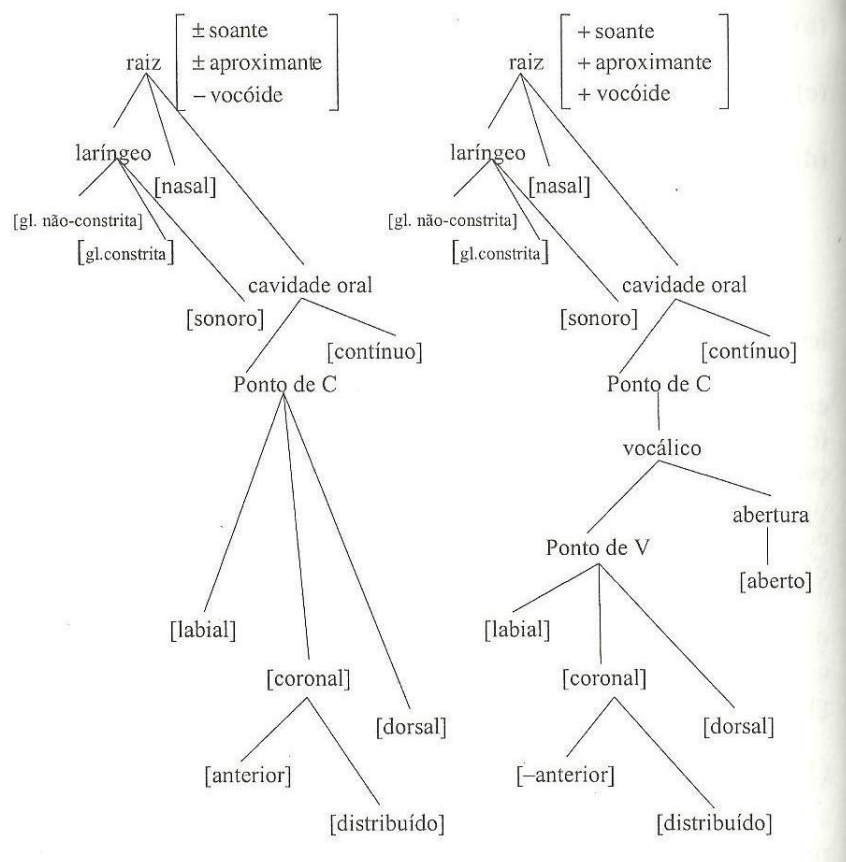 ± soante
raiz
± aproximante
– vocóide
laríngeo
[nasal]
[gl. não-constrita]
[gl.constrita]
cavidade oral
[sonoro]
[contínuo]
Ponto de C
[labial]
[coronal]
[dorsal]
[anterior]
[distribuído]
+ soante
raiz
+ aproximante
+ vocóide
laríngeo
[nasal]
[gl. não-constrita]
[gl.constrita]
cavidade oral
[sonoro]
[contínuo]
Ponto de C
vocálico
abertura
Ponto de V
[aberto]
[labial]
[coronal]
[dorsal]
[–anterior]
[distribuído]